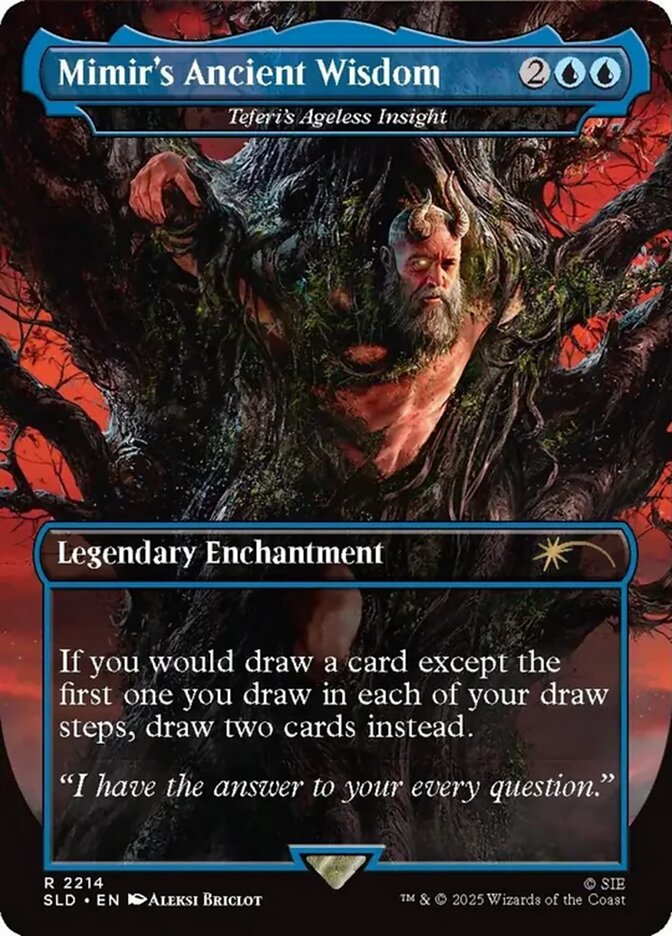 Mimir's Ancient Wisdom 2
Teferi's Ageless Insight
Legendary Enchantment
If you would draw a card except the
first one you draw in each of your draw
steps, draw two cards instead.
“I have the answer to your every question.”
R 2214 © SIE
SLD • EN Aleksi Briclot ™ & © 2025 Wizards of the Coast